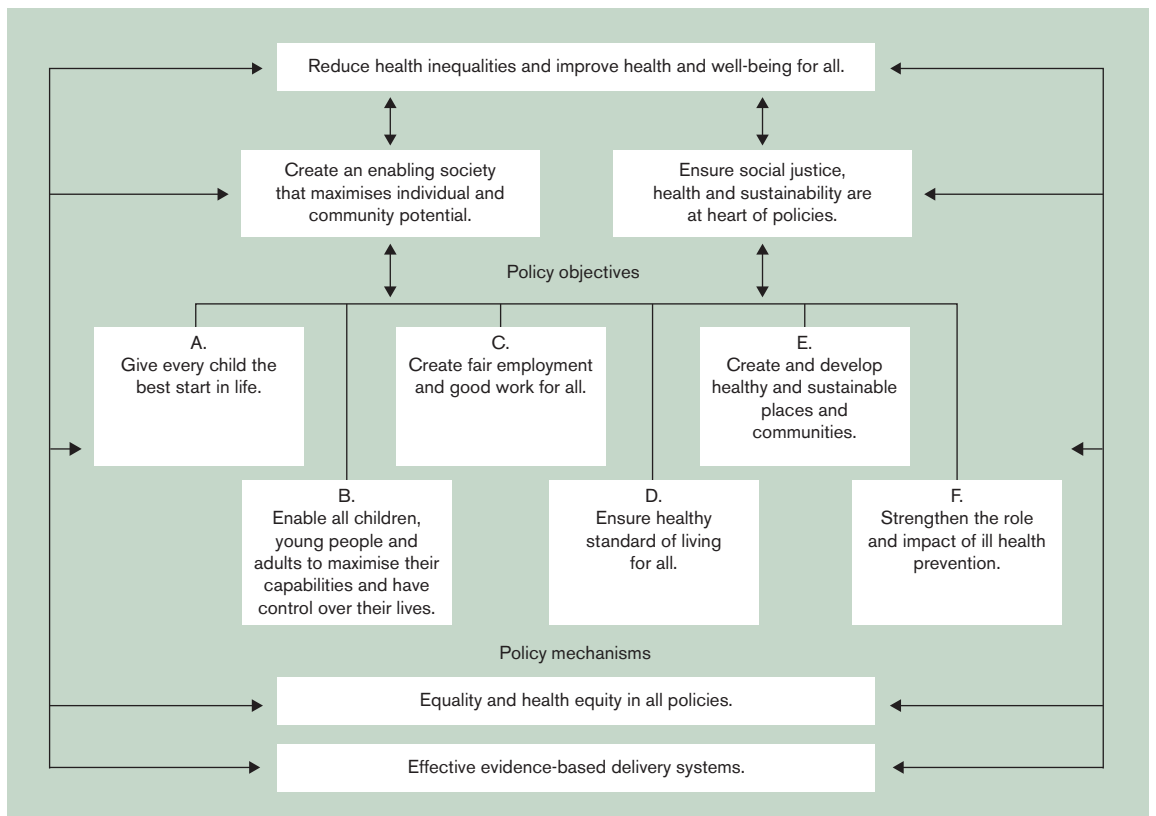 Reduce health inequalities and improve health and well-being for all.
Create an enabling society
that maximises individual and
community potential.
Ensure social justice,
health and sustainability are
at heart of policies.
Policy objectives
A.
Give every child the
best start in life.
C.
Create fair employment
and good work for all.
E.
Create and develop
healthy and sustainable
places and
communities.
B.
Enable all children,
young people and
adults to maximise their
capabilities and have
control over their lives.
D.
Ensure healthy
standard of living
for all.
F.
Strengthen the role
and impact of ill health
prevention.
Policy mechanisms
Equality and health equity in all policies.
Effective evidence-based delivery systems.